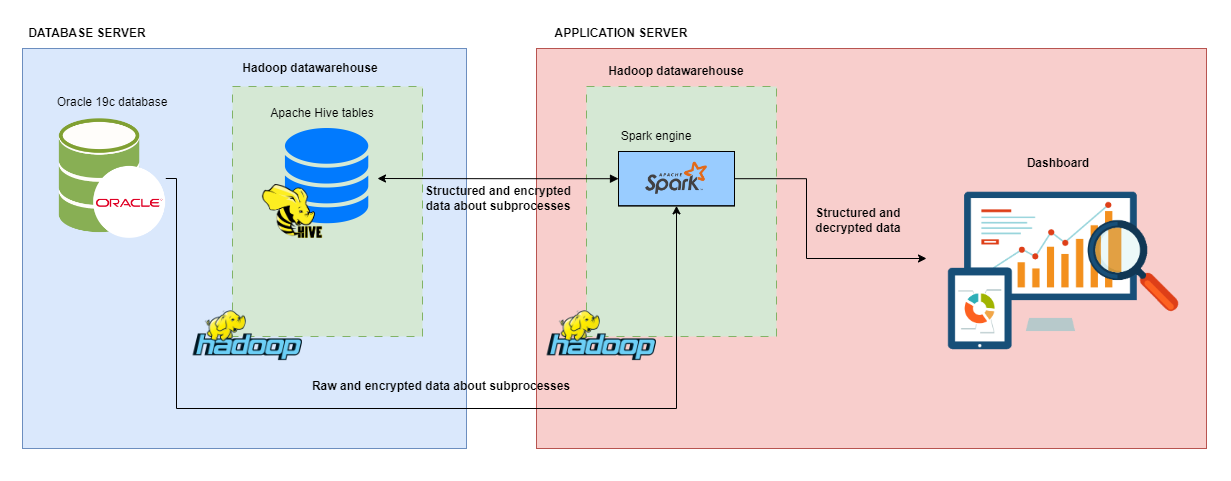 DATABASE SERVER
APPLICATION SERVER
Hadoop datawarehouse
Hadoop datawarehouse
Oracle 19c database
Apache Hive tables
Spark engine
ORACLE
HIVE
APACHE
Spark
Dashboard
Structured and encrypted
data about subprocesses
Structured and
decrypted data
hadoop
hadoop
Raw and encrypted data about subprocesses